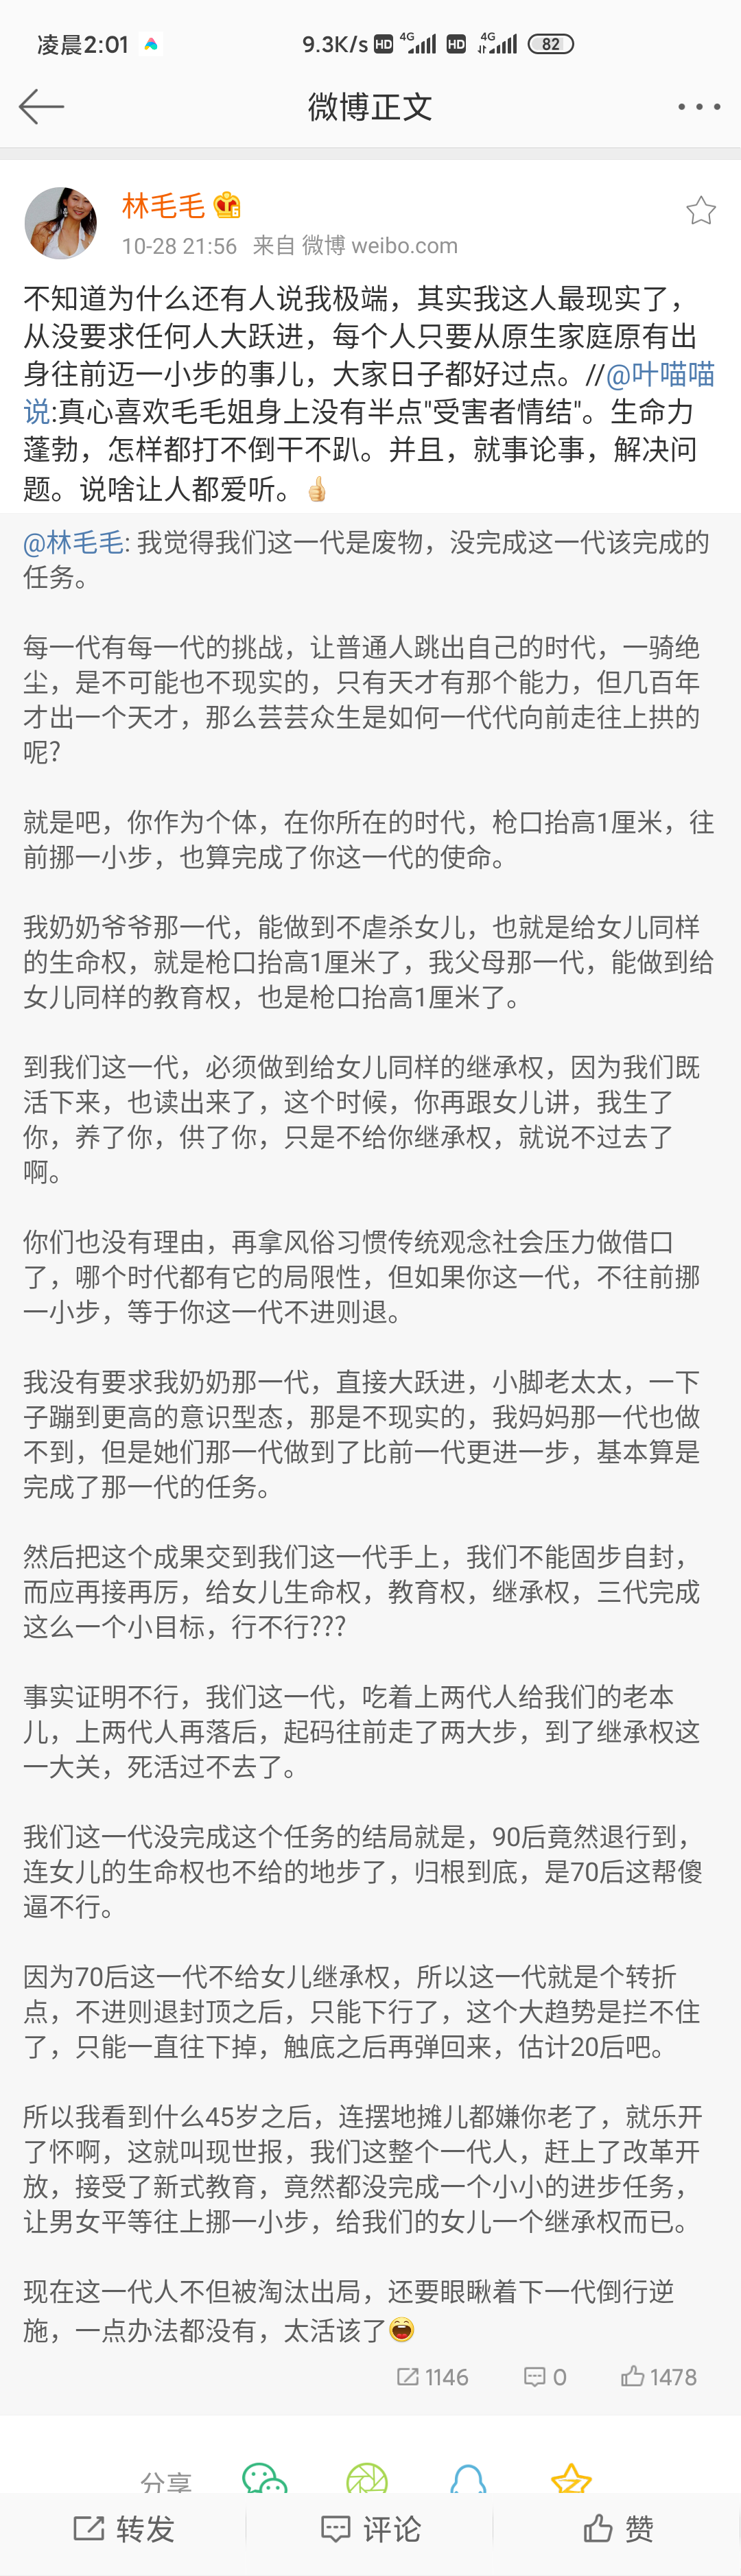 凌晨2:01
9.3K/s HD 4G HD 4G 82
微博正文
林毛毛
10-28 21:56 来自 微博 weibo.com
不知道为什么还有人说我极端，其实我这人最现实了，
从没要求任何人大跃进，每个人只要从原生家庭原有出
身往前迈一小步的事儿，大家日子都好过点。//@叶喵喵
说:真心喜欢毛毛姐身上没有半点"受害者情结"。生命力
蓬勃，怎样都打不倒干不趴。并且，就事论事，解决问
题。说啥让人都爱听。👍
@林毛毛: 我觉得我们这一代是废物，没完成这一代该完成的
任务。
每一代有每一代的挑战，让普通人跳出自己的时代，一骑绝
尘，是不可能也不现实的，只有天才有那个能力，但几百年
才出一个天才，那么芸芸众生是如何一代代向前走往上拱的
呢?
就是吧，你作为个体，在你所在的时代，枪口抬高1厘米，往
前挪一小步，也算完成了你这一代的使命。
我奶奶爷爷那一代，能做到不虐杀女儿，也就是给女儿同样
的生命权，就是枪口抬高1厘米了，我父母那一代，能做到给
女儿同样的教育权，也是枪口抬高1厘米了。
到我们这一代，必须做到给女儿同样的继承权，因为我们既
活下来，也读出来了，这个时候，你再跟女儿讲，我生了
你，养了你，供了你，只是不给你继承权，就说不过去了
啊。
你们也没有理由，再拿风俗习惯传统观念社会压力做借口
了，哪个时代都有它的局限性，但如果你这一代，不往前挪
一小步，等于你这一代不进则退。
我没有要求我奶奶那一代，直接大跃进，小脚老太太，一下
子蹦到更高的意识型态，那是不现实的，我妈妈那一代也做
不到，但是她们那一代做到了比前一代更进一步，基本算是
完成了那一代的任务。
然后把这个成果交到我们这一代手上，我们不能固步自封，
而应再接再厉，给女儿生命权，教育权，继承权，三代完成
这么一个小目标，行不行???
事实证明不行，我们这一代，吃着上两代人给我们的老本
儿，上两代人再落后，起码往前走了两大步，到了继承权这
一大关，死活过不去了。
我们这一代没完成这个任务的结局就是，90后竟然退行到，
连女儿的生命权也不给的地步了，归根到底，是70后这帮傻
逼不行。
因为70后这一代不给女儿继承权，所以这一代就是个转折
点，不进则退封顶之后，只能下行了，这个大趋势是拦不住
了，只能一直往下掉，触底之后再弹回来，估计20后吧。
所以我看到什么45岁之后，连摆地摊儿都嫌你老了，就乐开
了怀啊，这就叫现世报，我们这整个一代人，赶上了改革开
放，接受了新式教育，竟然都没完成一个小小的进步任务，
让男女平等往上挪一小步，给我们的女儿一个继承权而已。
现在这一代人不但被淘汰出局，还要眼瞅着下一代倒行逆
施，一点办法都没有，太活该了😄
1146 0 1478
分享
转发 评论 赞